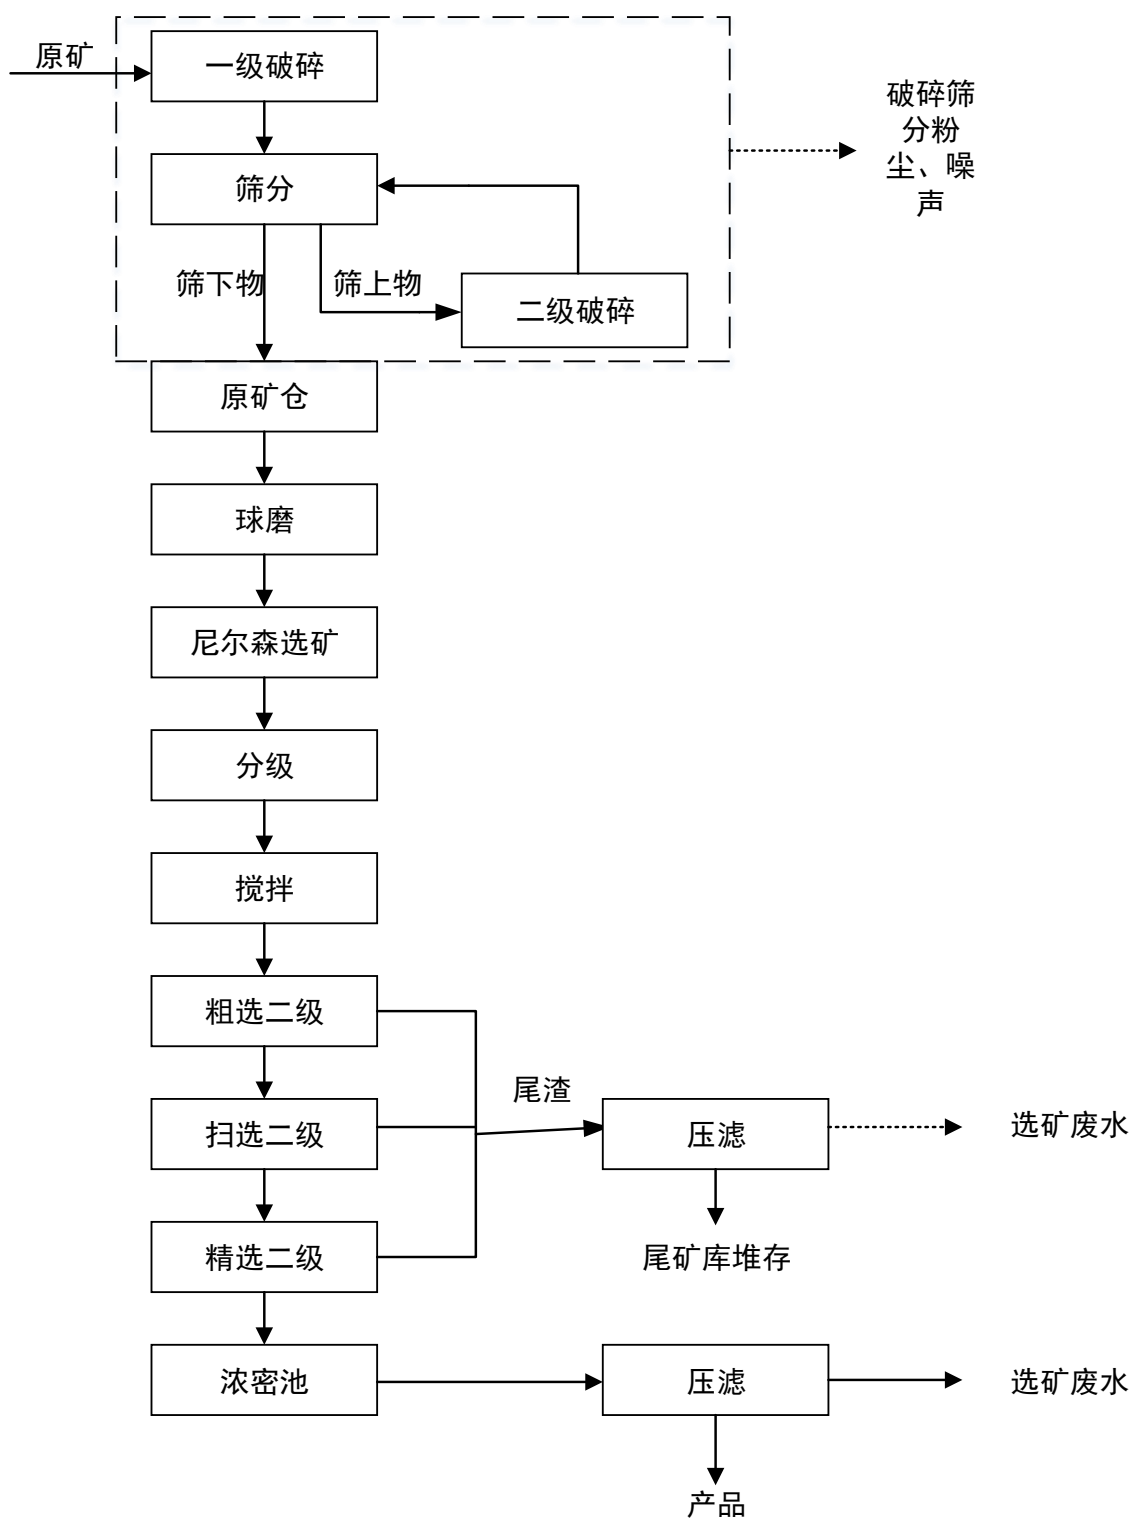 原矿
一级破碎
破碎筛
分粉
尘、噪
声
筛分
筛下物
筛上物
二级破碎
原矿仓
球磨
尼尔森选矿
分级
搅拌
粗选二级
尾渣
扫选二级
压滤
选矿废水
精选二级
尾矿库堆存
浓密池
压滤
选矿废水
产品